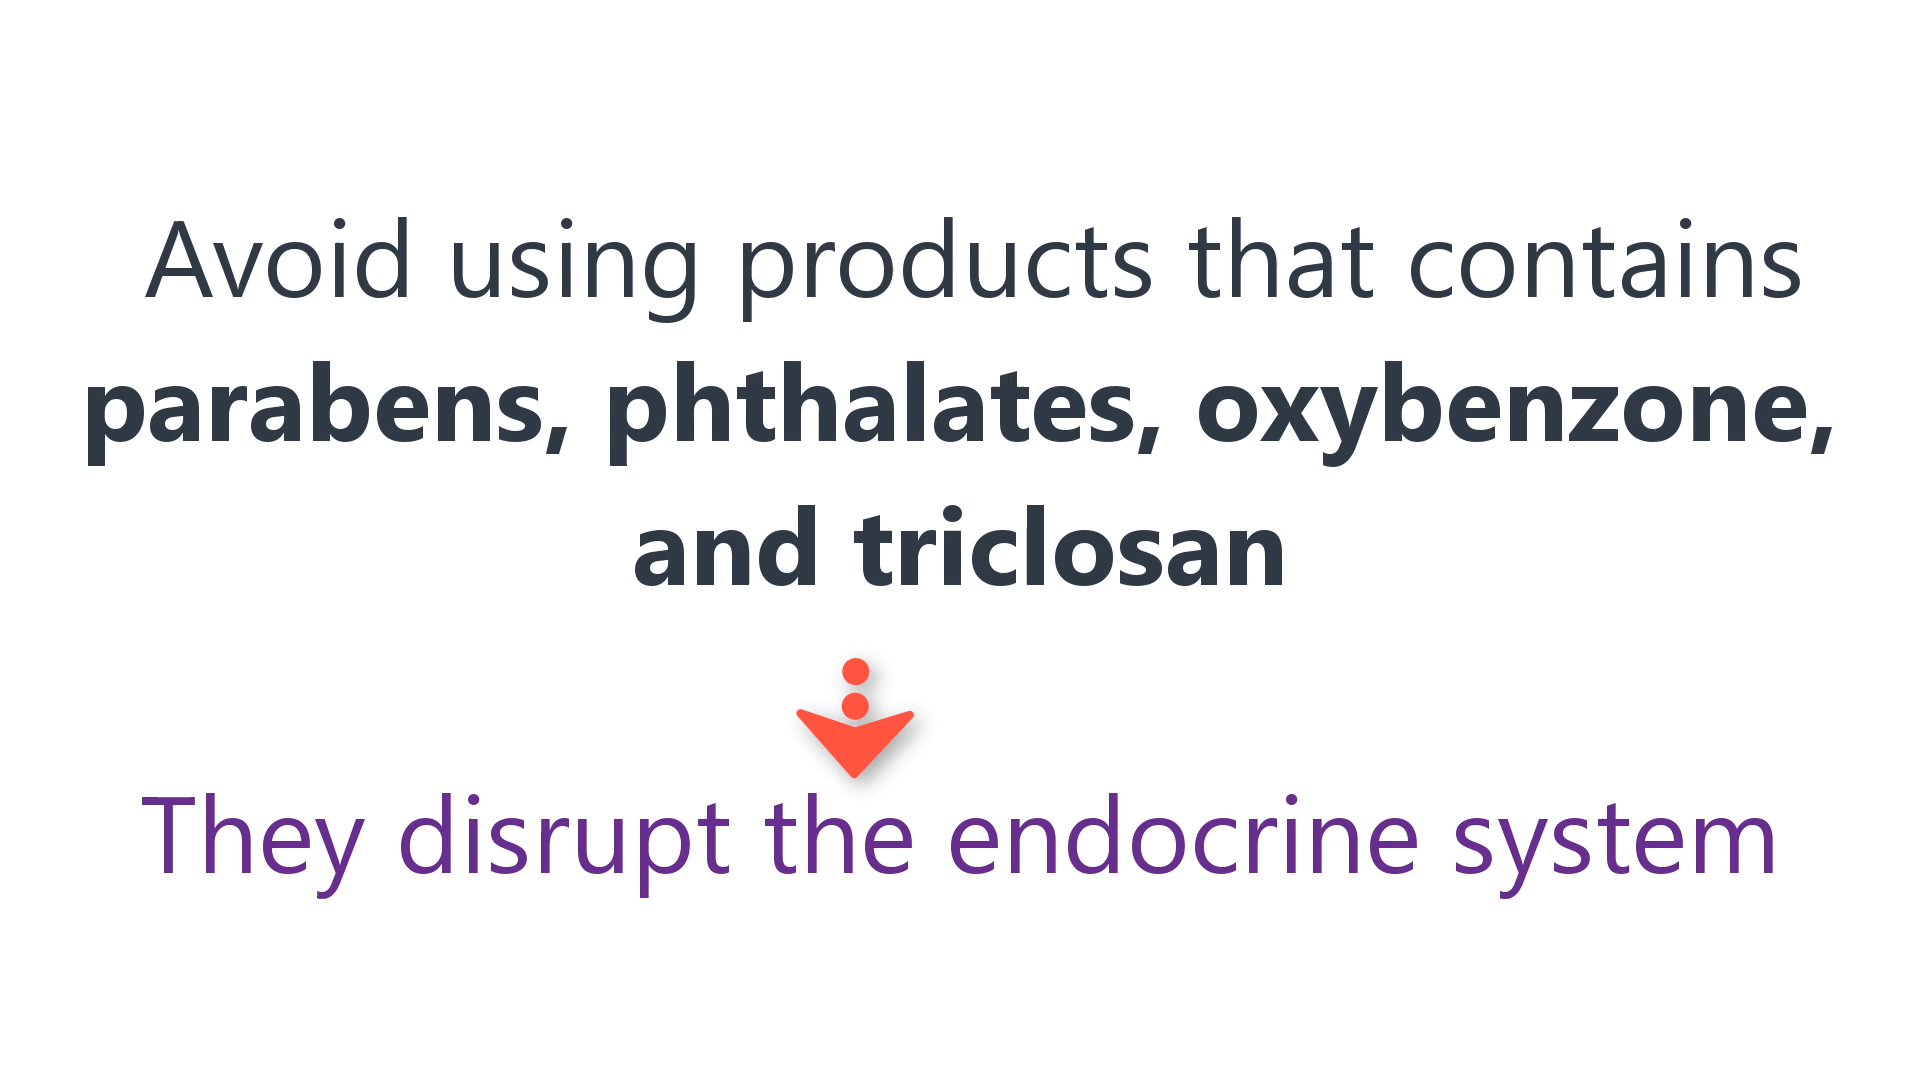 Avoid using products that contains
parabens, phthalates, oxybenzone,
and triclosan
They disrupt the endocrine system